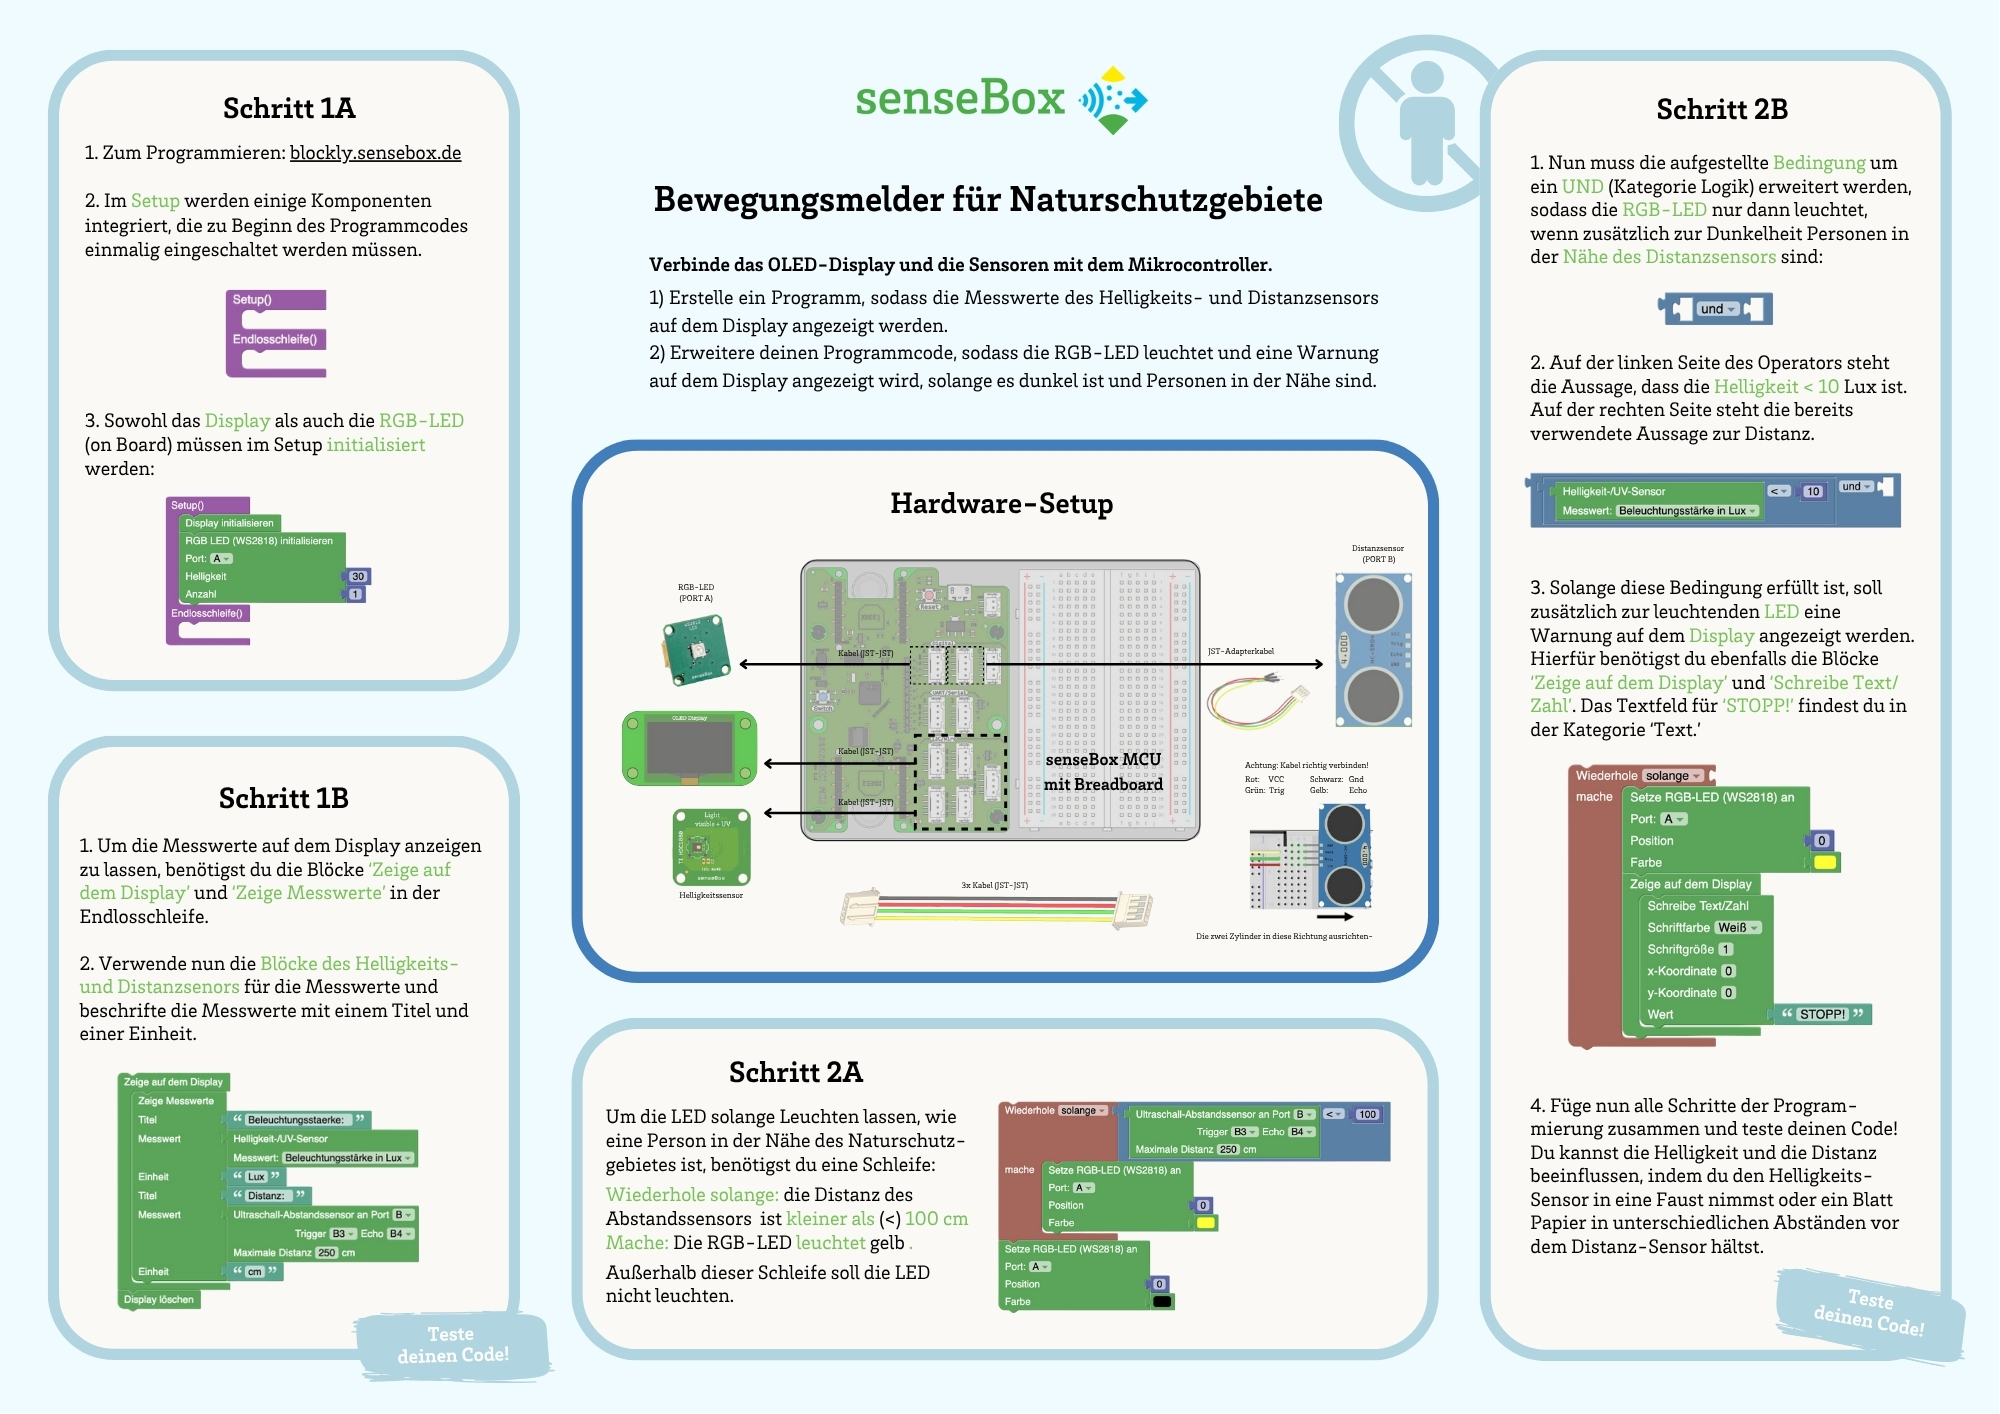 senseBox
Bewegungsmelder für Naturschutzgebiete
Verbinde das OLED-Display und die Sensoren mit dem Mikrocontroller.
1) Erstelle ein Programm, sodass die Messwerte des Helligkeits- und Distanzsensors
auf dem Display angezeigt werden.
2) Erweitere deinen Programmcode, sodass die RGB-LED leuchtet und eine Warnung
auf dem Display angezeigt wird, solange es dunkel ist und Personen in der Nähe sind.
Schritt 1A
1. Zum Programmieren: blockly.sensebox.de
2. Im Setup werden einige Komponenten
integriert, die zu Beginn des Programmcodes
einmalig eingeschaltet werden müssen.
Setup()
Endlosschleife()
3. Sowohl das Display als auch die RGB-LED
(on Board) müssen im Setup initialisiert
werden:
Setup()
Display initialisieren
RGB LED (WS2818) initialisieren
Port: A
Helligkeit 30
Anzahl 1
Endlosschleife()
Schritt 1B
1. Um die Messwerte auf dem Display anzeigen
zu lassen, benötigst du die Blöcke ‘Zeige auf
dem Display’ und ‘Zeige Messwerte’ in der
Endlosschleife.
2. Verwende nun die Blöcke des Helligkeits-
und Distanzsenors für die Messwerte und
beschrifte die Messwerte mit einem Titel und
einer Einheit.
Zeige auf dem Display
Zeige Messwerte
Titel “ Beleuchtungsstaerke: ”
Messwert Helligkeit-/UV-Sensor
Messwert: Beleuchtungsstärke in Lux
Einheit “ Lux ”
Titel “ Distanz: ”
Messwert Ultraschall-Abstandssensor an Port B
Trigger B3 Echo B4
Maximale Distanz 250 cm
Einheit “ cm ”
Display löschen
Teste
deinen Code!
Hardware-Setup
RGB-LED
(PORT A)
Distanzsensor
(PORT B)
Kabel (JST-JST)
JST-Adapterkabel
Reset
Switch
UART/Serial
senseBox
OLED Display
Kabel (JST-JST)
Kabel (JST-JST)
senseBox MCU
mit Breadboard
Light
visible + UV
senseBox
Helligkeitssensor
3x Kabel (JST-JST)
Achtung: Kabel richtig verbinden!
Rot: VCC Schwarz: Gnd
Grün: Trig Gelb: Echo
Die zwei Zylinder in diese Richtung ausrichten-
Schritt 2A
Um die LED solange Leuchten lassen, wie
eine Person in der Nähe des Naturschutz-
gebietes ist, benötigst du eine Schleife:
Wiederhole solange: die Distanz des
Abstandssensors ist kleiner als (<) 100 cm
Mache: Die RGB-LED leuchtet gelb .
Außerhalb dieser Schleife soll die LED
nicht leuchten.
Wiederhole solange Ultraschall-Abstandssensor an Port B < 100
Trigger B3 Echo B4
Maximale Distanz 250 cm
mache Setze RGB-LED (WS2818) an
Port: A
Position 0
Farbe
Setze RGB-LED (WS2818) an
Port: A
Position 0
Farbe
Schritt 2B
1. Nun muss die aufgestellte Bedingung um
ein UND (Kategorie Logik) erweitert werden,
sodass die RGB-LED nur dann leuchtet,
wenn zusätzlich zur Dunkelheit Personen in
der Nähe des Distanzsensors sind:
und
2. Auf der linken Seite des Operators steht
die Aussage, dass die Helligkeit < 10 Lux ist.
Auf der rechten Seite steht die bereits
verwendete Aussage zur Distanz.
Helligkeit-/UV-Sensor < 10 und
Messwert: Beleuchtungsstärke in Lux
3. Solange diese Bedingung erfüllt ist, soll
zusätzlich zur leuchtenden LED eine
Warnung auf dem Display angezeigt werden.
Hierfür benötigst du ebenfalls die Blöcke
‘Zeige auf dem Display’ und ‘Schreibe Text/
Zahl’. Das Textfeld für ‘STOPP!’ findest du in
der Kategorie ‘Text.’
Wiederhole solange
mache Setze RGB-LED (WS2818) an
Port: A
Position 0
Farbe
Zeige auf dem Display
Schreibe Text/Zahl
Schriftfarbe Weiß
Schriftgröße 1
x-Koordinate 0
y-Koordinate 0
Wert “ STOPP! ”
4. Füge nun alle Schritte der Program-
mierung zusammen und teste deinen Code!
Du kannst die Helligkeit und die Distanz
beeinflussen, indem du den Helligkeits-
Sensor in eine Faust nimmst oder ein Blatt
Papier in unterschiedlichen Abständen vor
dem Distanz-Sensor hältst.
Teste
deinen Code!